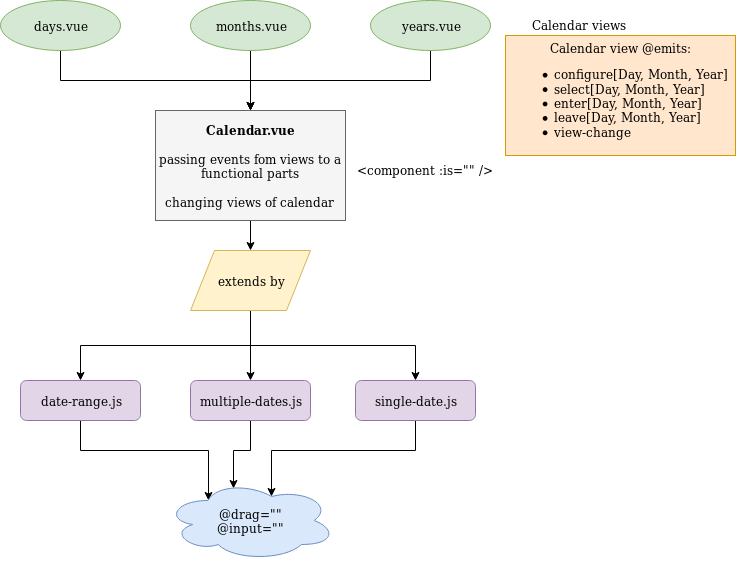 days.vue
months.vue
years.vue
Calendar views
Calendar view @emits:
configure[Day, Month, Year]
select[Day, Month, Year]
enter[Day, Month, Year]
leave[Day, Month, Year]
view-change
Calendar.vue
passing events fom views to a
functional parts
changing views of calendar
<component :is="" />
extends by
date-range.js
multiple-dates.js
single-date.js
@drag=""
@input=""